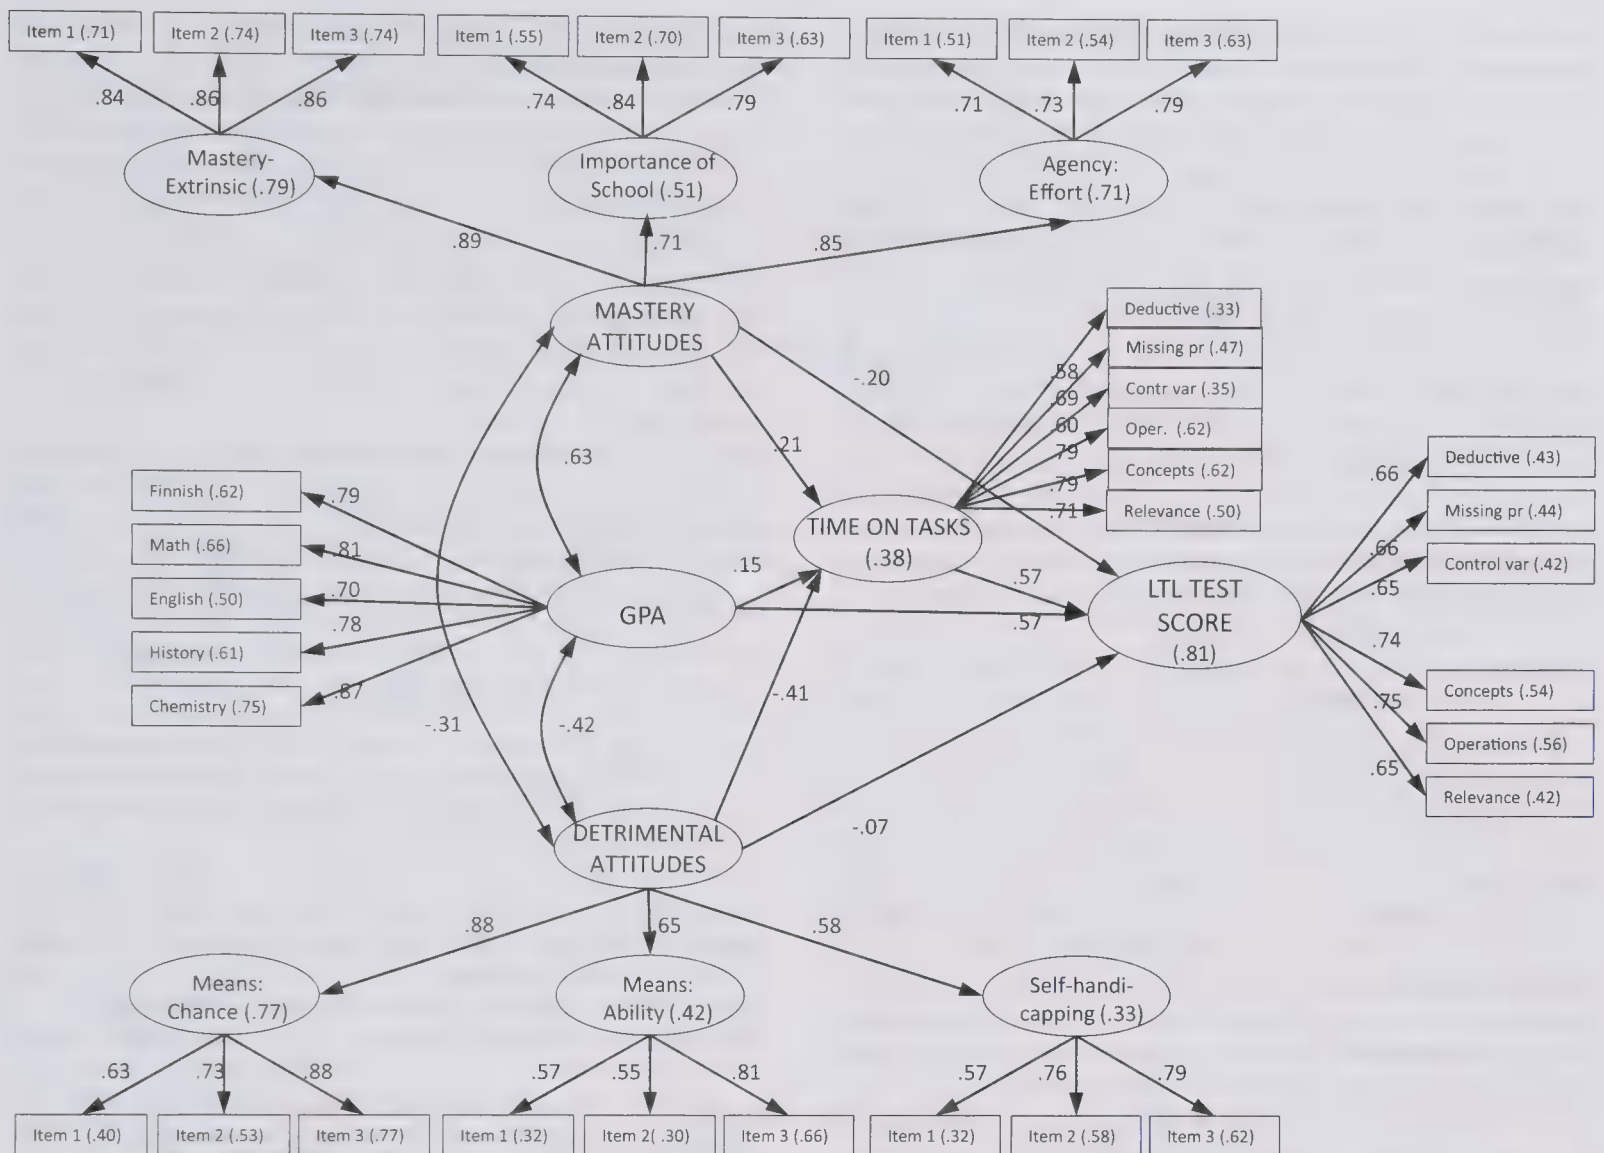 Item 1 (.71)
Item 2 (.74)
Item 3 (.74)
Item 1 (.55)
Item 2 (.70)
Item 3 (.63)
Item 1 (.51)
Item 2 (.54)
Item 3 (.63)
.84
.86
.86
.74
.84
.79
.71
.73
.79
Mastery-
Extrinsic (.79)
Importance of
School (.51)
Agency:
Effort (.71)
.89
.71
.85
MASTERY
ATTITUDES
Deductive (.33)
Missing pr (.47)
Contr var (.35)
Oper. (.62)
Concepts (.62)
Relevance (.50)
.58
.69
.60
.79
.79
.71
-.20
.21
.63
Finnish (.62)
Math (.66)
English (.50)
History (.61)
Chemistry (.75)
.79
.81
.70
.78
.87
TIME ON TASKS
(.38)
.15
.57
GPA
.57
LTL TEST
SCORE
(.81)
Deductive (.43)
Missing pr (.44)
Control var (.42)
Concepts (.54)
Operations (.56)
Relevance (.42)
.66
.66
.65
.74
.75
.65
-.31
-.42
-.41
-.07
DETRIMENTAL
ATTITUDES
.88
.65
.58
Means:
Chance (.77)
Means:
Ability (.42)
Self-handi-
capping (.33)
.63
.73
.88
.57
.55
.81
.57
.76
.79
Item 1 (.40)
Item 2 (.53)
Item 3 (.77)
Item 1 (.32)
Item 2( .30)
Item 3 (.66)
Item 1 (.32)
Item 2 (.58)
Item 3 (.62)